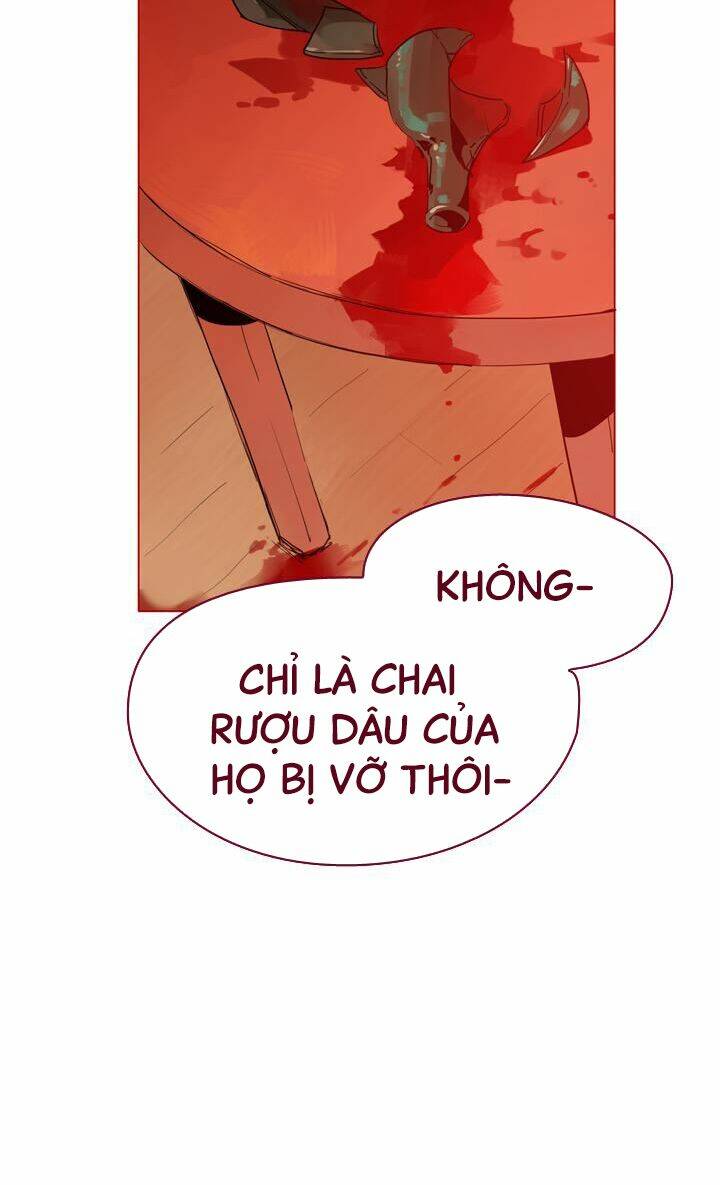 KHÔNG-
CHỈ LÀ CHAI
RƯỢU DÂU CỦA
HỌ BỊ VỠ THÔI-